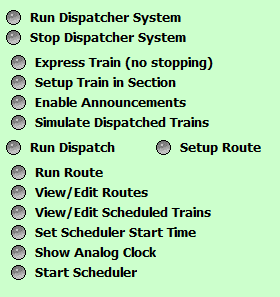 Run Dispatcher System
Stop Dispatcher System
Express Train (no stopping)
Setup Train in Section
Enable Announcements
Simulate Dispatched Trains
Run Dispatch Setup Route
Run Route
View/Edit Routes
View/Edit Scheduled Trains
Set Scheduler Start Time
Show Analog Clock
Start Scheduler